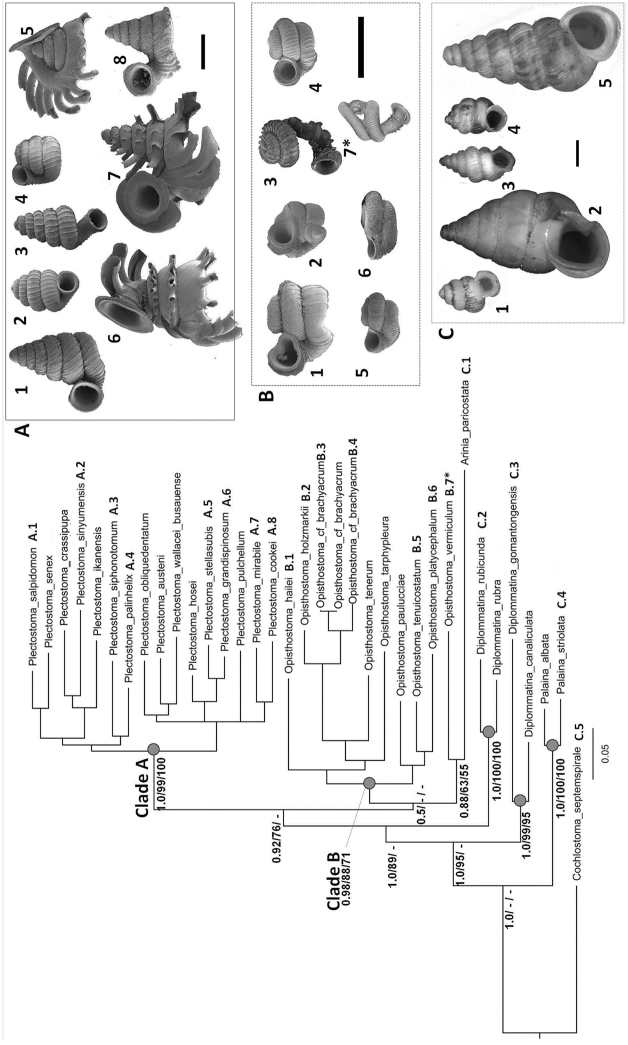 Plectostoma_salpidomon A.1
Plectostoma_senex
Plectostoma_crassipupa
Plectostoma_sinyumensis A.2
Plectostoma_ikanensis
Plectostoma_siphonotomum A.3
Plectostoma_palinhelix A.4
Plectostoma_obliquedentatum
Plectostoma_austeni
Plectostoma_wallacei_busauense
Plectostoma_hosei
Plectostoma_stellasubis A.5
Plectostoma_grandispinosum A.6
Plectostoma_pulchellum
Plectostoma_mirabile A.7
Plectostoma_cookei A.8
Opisthostoma_hailei B.1
Opisthostoma_holzmarkii B.2
Opisthostoma_cf_brachyacrum B.3
Opisthostoma_cf_brachyacrum
Opisthostoma_cf_brachyacrum B.4
Opisthostoma_tenerum
Opisthostoma_tarphypleura
Opisthostoma_paulucciae
Opisthostoma_tenuicostatum B.5
Opisthostoma_platycephalum B.6
Opisthostoma_vermiculum B.7*
Arinia_paricostata C.1
Diplommatina_rubicunda C.2
Diplommatina_rubra
Diplommatina_gomantongensis C.3
Diplommatina_canaliculata
Palaina_albata
Palaina_striolata C.4
Cochlostoma_septemspirale C.5
Clade A
1.0/99/100
0.92/76/ -
Clade B
0.98/88/71
0.5/ - / -
0.88/63/55
1.0/100/100
1.0/89/ -
1.0/99/95
1.0/95/ -
1.0/100/100
1.0/ - / -
0.05
A
1
2
3
4
5
6
7
8
B
1
2
3
4
5
6
7*
C
1
2
3
4
5